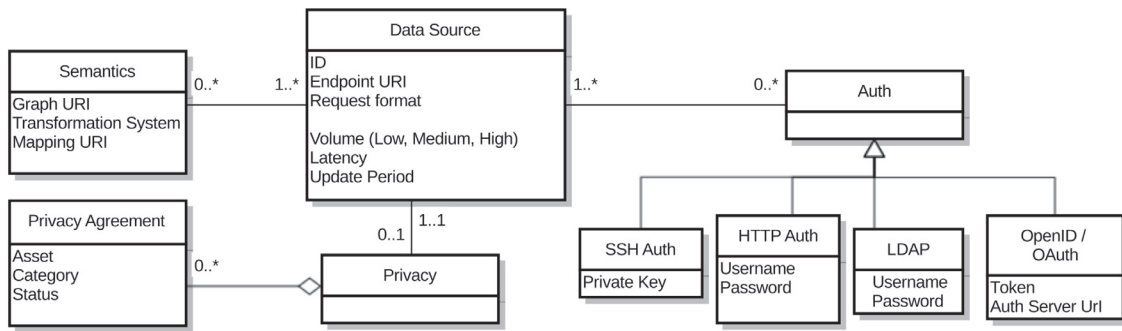 Data Source
ID
Endpoint URI
Request format
Volume (Low, Medium, High)
Latency
Update Period
Semantics
Graph URI
Transformation System
Mapping URI
0..*
1..*
1..*
0..*
Auth
Privacy Agreement
Asset
Category
Status
0..*
1..1
0..1
Privacy
SSH Auth
Private Key
HTTP Auth
Username
Password
LDAP
Username
Password
OpenID /
OAuth
Token
Auth Server Url